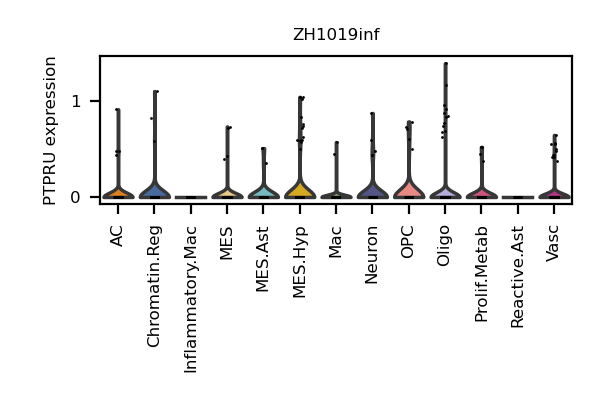 ZH1019inf
PTPRU expression
1
0
AC
Chromatin.Reg
Inflammatory.Mac
MES
MES.Ast
MES.Hyp
Mac
Neuron
OPC
Oligo
Prolif.Metab
Reactive.Ast
Vasc